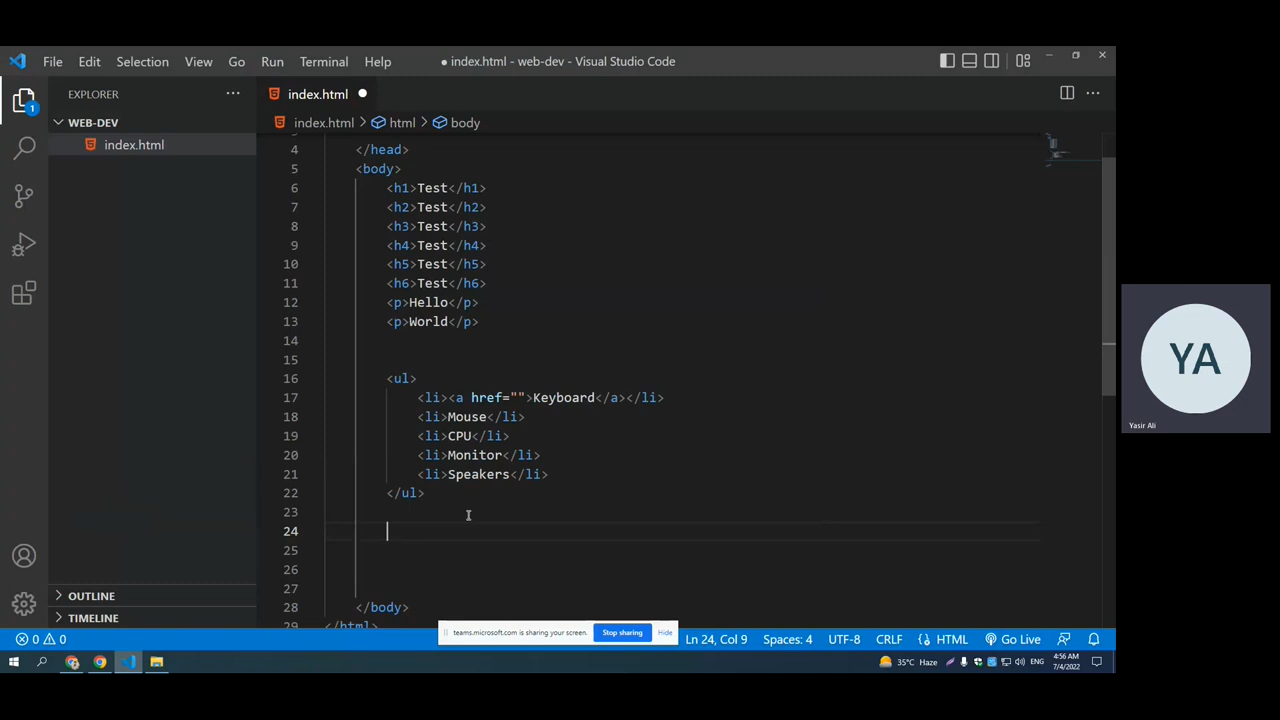 File Edit Selection View Go Run Terminal Help
● index.html - web-dev - Visual Studio Code
EXPLORER
index.html
WEB-DEV
index.html > html > body
index.html
4 </head>
5 <body>
6 <h1>Test</h1>
7 <h2>Test</h2>
8 <h3>Test</h3>
9 <h4>Test</h4>
10 <h5>Test</h5>
11 <h6>Test</h6>
12 <p>Hello</p>
13 <p>World</p>
14
15
16 <ul>
17 <li><a href="">Keyboard</a></li>
18 <li>Mouse</li>
19 <li>CPU</li>
20 <li>Monitor</li>
21 <li>Speakers</li>
22 </ul>
23
24
25
26
27
28 </body>
29 </html>
1
YA
Yasir Ali
OUTLINE
TIMELINE
teams.microsoft.com is sharing your screen. Stop sharing Hide
0 0
Ln 24, Col 9 Spaces: 4 UTF-8 CRLF HTML Go Live
35°C Haze
ENG
4:56 AM
7/4/2022